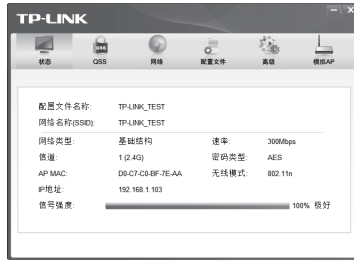 TP-LINK
状态 QSS 网络 配置文件 高级 模拟AP
配置文件名称: TP-LINK_TEST
网络名称(SSID): TP-LINK_TEST
网络类型: 基础结构 速率: 300Mbps
信道: 1 (2.4G) 密码类型: AES
AP MAC: D0-C7-C0-BF-7E-AA 无线模式: 802.11n
IP地址: 192.168.1.103
信号强度: 100% 极好